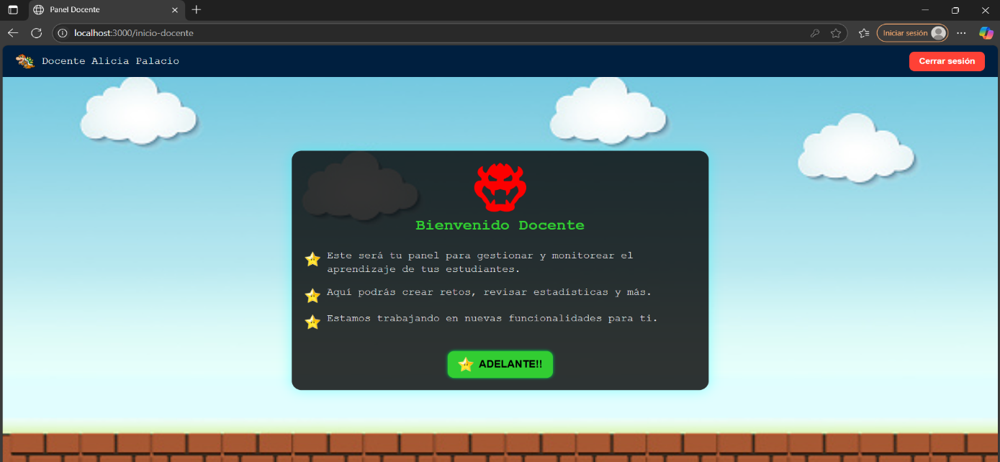 Panel Docente
localhost:3000/inicio-docente
Iniciar sesión
Docente Alicia Palacio
Cerrar sesión
Bienvenido Docente
Este será tu panel para gestionar y monitorear el
aprendizaje de tus estudiantes.
Aquí podrás crear retos, revisar estadísticas y más.
Estamos trabajando en nuevas funcionalidades para ti.
ADELANTE!!